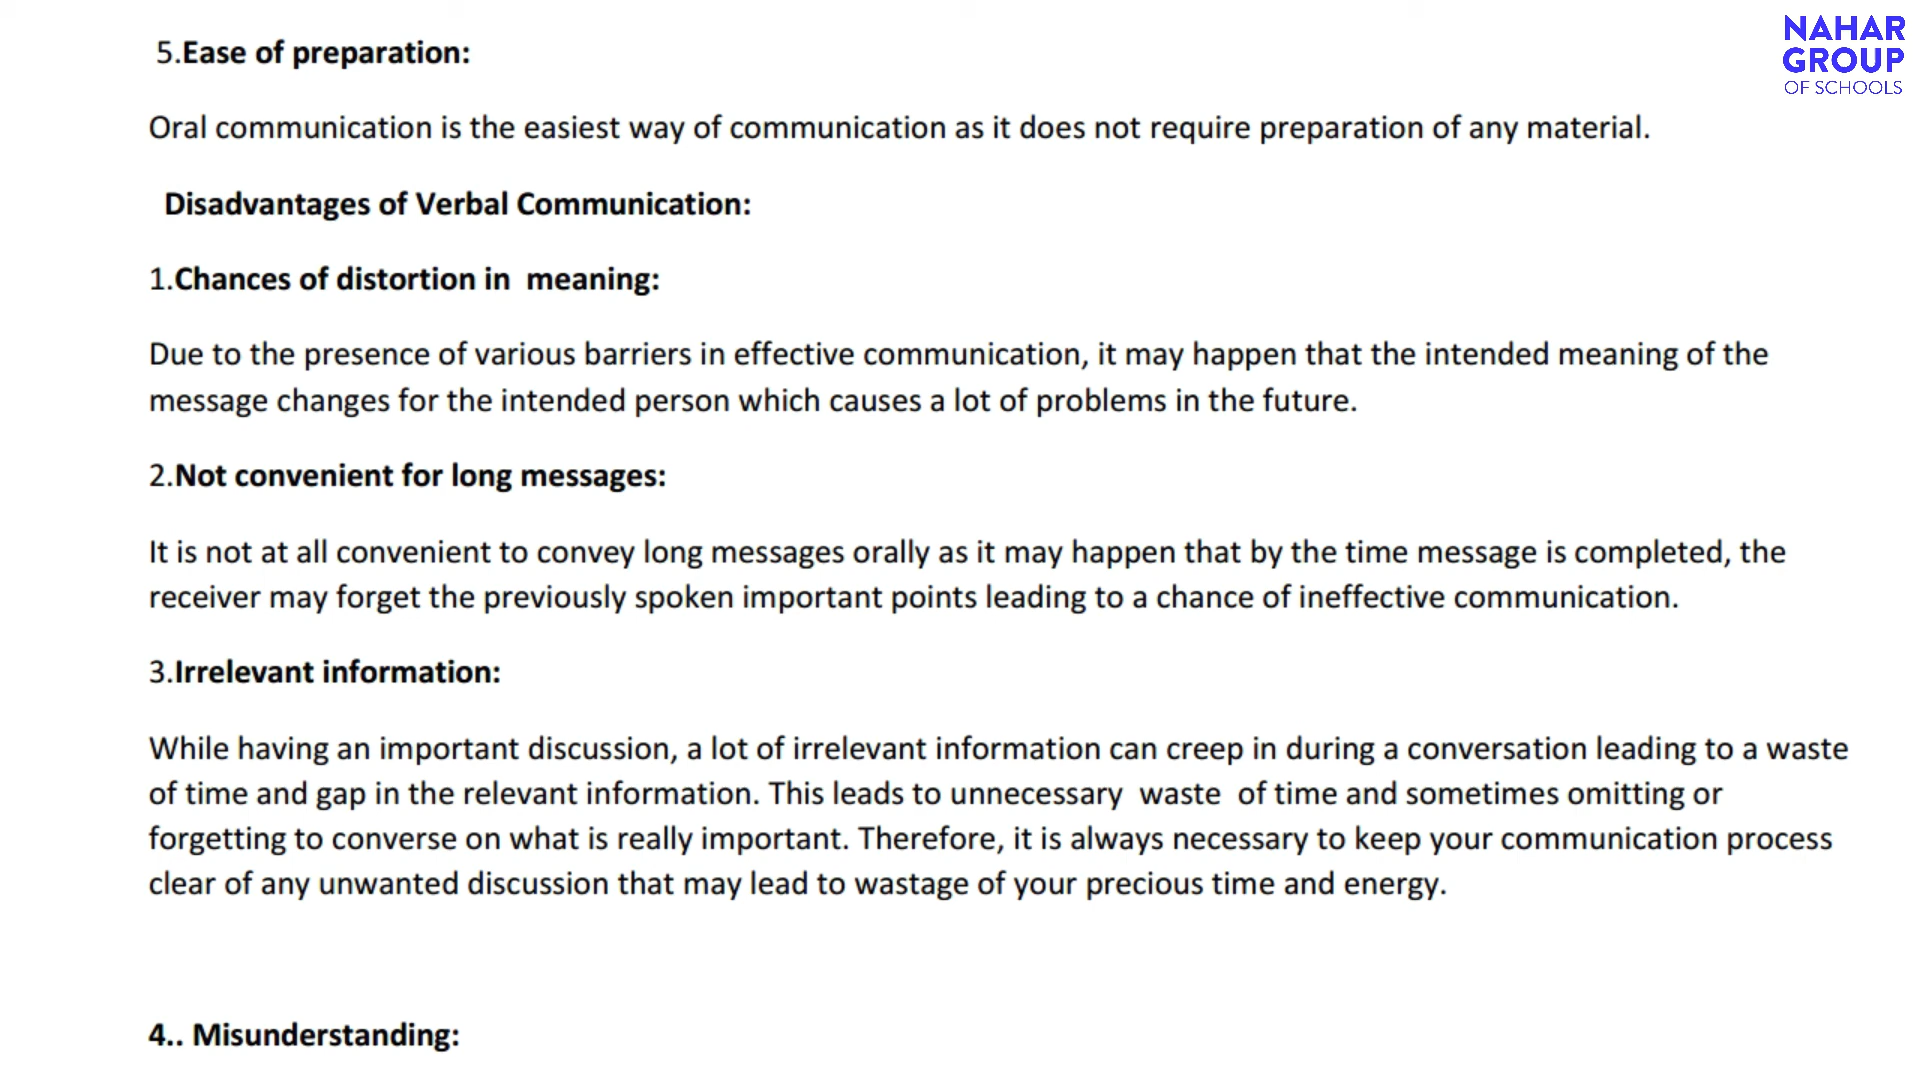 5.Ease of preparation:
NAHAR
GROUP
OF SCHOOLS
Oral communication is the easiest way of communication as it does not require preparation of any material.
Disadvantages of Verbal Communication:
1.Chances of distortion in  meaning:
Due to the presence of various barriers in effective communication, it may happen that the intended meaning of the
message changes for the intended person which causes a lot of problems in the future.
2.Not convenient for long messages:
It is not at all convenient to convey long messages orally as it may happen that by the time message is completed, the
receiver may forget the previously spoken important points leading to a chance of ineffective communication.
3.Irrelevant information:
While having an important discussion, a lot of irrelevant information can creep in during a conversation leading to a waste
of time and gap in the relevant information. This leads to unnecessary  waste  of time and sometimes omitting or
forgetting to converse on what is really important. Therefore, it is always necessary to keep your communication process
clear of any unwanted discussion that may lead to wastage of your precious time and energy.
4.. Misunderstanding: